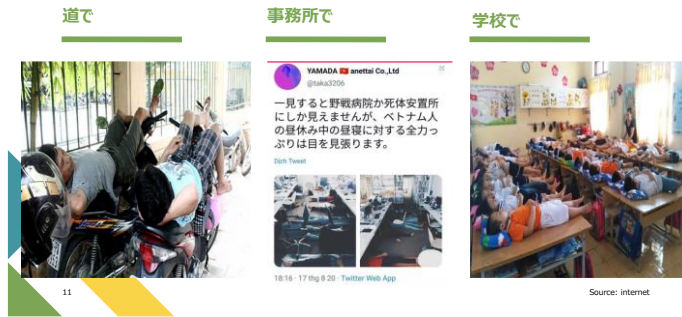 道で
事務所で
学校で
YAMADA 🇻🇳 anettai Co.,Ltd
@taka3206
一見すると野戦病院か死体安置所
にしか見えませんが、ベトナム人
の昼休み中の昼寝に対する全力っ
ぷりは目を見張ります。
Dịch Tweet
18:16 · 17 thg 8 20 · Twitter Web App
11
Source: internet